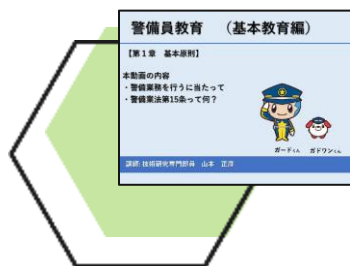 警備員教育　（基本教育編）
【第１章　基本原則】
本動画の内容
・警備業務を行うに当たって
・警備業法第15条って何？
ガードくん　ガドワンくん
講師：技術研究専門部員　山本　正彦